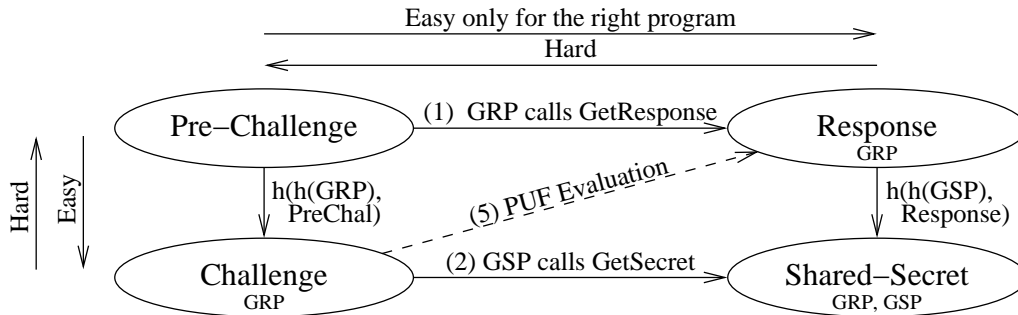 Easy only for the right program
Hard
Pre–Challenge
(1) GRP calls GetResponse
Response
GRP
Hard
Easy
h(h(GRP),
PreChal)
(5) PUF Evaluation
h(h(GSP),
Response)
Challenge
GRP
(2) GSP calls GetSecret
Shared–Secret
GRP, GSP